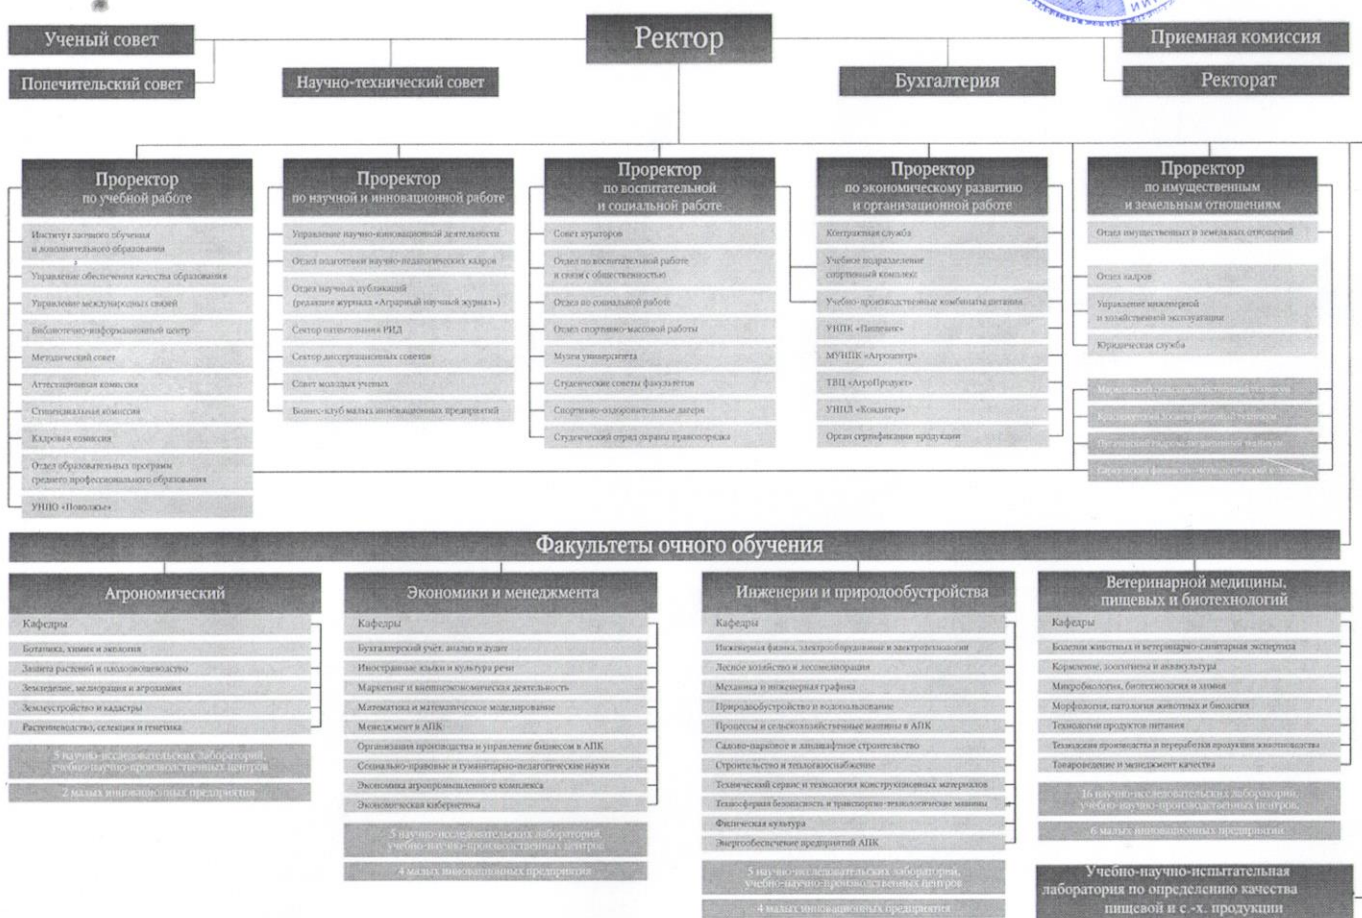 Ученый совет
Ректор
Приемная комиссия
Попечительский совет
Научно-технический совет
Бухгалтерия
Ректорат
Проректор
по учебной работе
Институт заочного обучения
и дополнительного образования
Управление обеспечения качества образования
Управление международных связей
Библиотечно-информационный центр
Методический совет
Аттестационная комиссия
Стипендиальная комиссия
Кадровая комиссия
Отдел образовательных программ
среднего профессионального образования
УНПО «Поволжье»
Проректор
по научной и инновационной работе
Управление научно-инновационной деятельности
Отдел подготовки научно-педагогических кадров
Отдел научных публикаций
(редакция журнала «Аграрный научный журнал»)
Сектор патентования РИД
Сектор диссертационных советов
Совет молодых ученых
Бизнес-клуб малых инновационных предприятий
Проректор
по воспитательной
и социальной работе
Совет кураторов
Отдел по воспитательной работе
и связи с общественностью
Отдел по социальной работе
Отдел спортивно-массовой работы
Музеи университета
Студенческие советы факультетов
Спортивно-оздоровительные лагеря
Студенческий отряд охраны правопорядка
Проректор
по экономическому развитию
и организационной работе
Контрактная служба
Учебное подразделение
спортивный комплекс
Учебно-производственные комбинаты питания
УНПК «Пищевик»
МУНПК «Агроцентр»
ТВЦ «АгроПродукт»
УНПЛ «Кондитер»
Орган сертификации продукции
Проректор
по имущественным
и земельным отношениям
Отдел имущественных и земельных отношений
Отдел кадров
Управление инженерной
и хозяйственной эксплуатации
Юридическая служба
Марксовский сельскохозяйственный техникум
Краснокутский зооветеринарный техникум
Пугачевский гидромелиоративный техникум
Саратовский финансово-технологический
Факультеты очного обучения
Агрономический
Кафедры
Ботаника, химия и экология
Защита растений и плодоовощеводство
Земледелие, мелиорация и агрохимия
Землеустройство и кадастры
Растениеводство, селекция и генетика
5 научно-исследовательских лабораторий,
учебно-научно-производственных центров
2 малых инновационных предприятия
Экономики и менеджмента
Кафедры
Бухгалтерский учёт, анализ и аудит
Иностранные языки и культура речи
Маркетинг и внешнеэкономическая деятельность
Математика и математическое моделирование
Менеджмент в АПК
Организация производства и управление бизнесом в АПК
Социально-правовые и гуманитарно-педагогические науки
Экономика агропромышленного комплекса
Экономическая кибернетика
5 научно-исследовательских лабораторий,
учебно-научно-производственных центров
4 малых инновационных предприятия
Инженерии и природообустройства
Кафедры
Инженерная физика, электрооборудование и электротехнологии
Лесное хозяйство и лесомелиорация
Механика и инженерная графика
Природообустройство и водопользование
Процессы и сельскохозяйственные машины в АПК
Садово-парковое и ландшафтное строительство
Строительство и теплогазоснабжение
Технический сервис и технология конструкционных материалов
Техносферная безопасность и транспортно-технологические машины
Физическая культура
Энергообеспечение предприятий АПК
5 научно-исследовательских лабораторий,
учебно-научно-производственных центров
4 малых инновационных предприятия
Ветеринарной медицины,
пищевых и биотехнологий
Кафедры
Болезни животных и ветеринарно-санитарная экспертиза
Кормление, зоогигиена и аквакультура
Микробиология, биотехнология и химия
Морфология, патология животных и биология
Технологии продуктов питания
Технология производства и переработки продукции животноводства
Товароведение и менеджмент качества
16 научно-исследовательских лабораторий,
учебно-научно-производственных центров,
6 малых инновационных предприятий
Учебно-научно-испытательная
лаборатория по определению качества
пищевой и с.-х. продукции